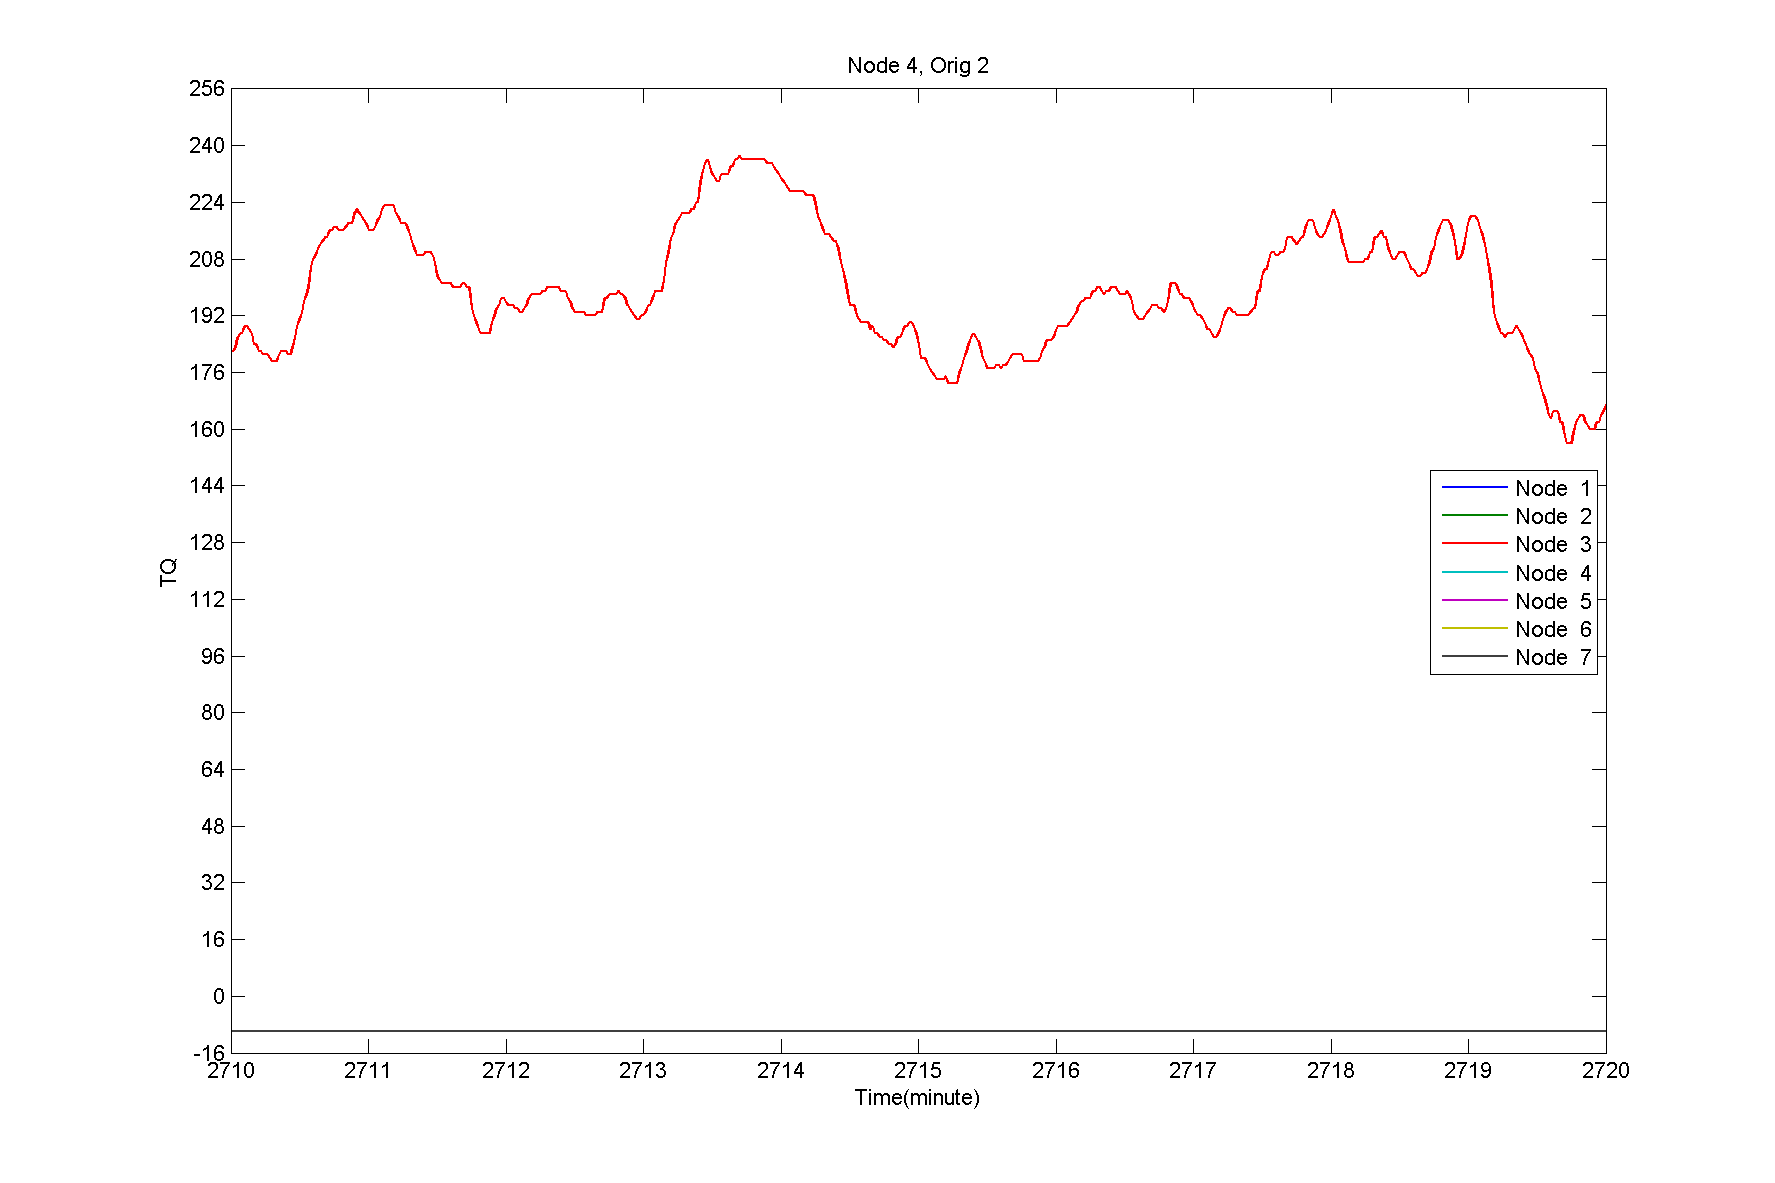 Node 4, Orig 2
256
240
224
208
192
176
160
144
128
112
96
80
64
48
32
16
0
-16
TQ
Node 1
Node 2
Node 3
Node 4
Node 5
Node 6
Node 7
2710 2711 2712 2713 2714 2715 2716 2717 2718 2719 2720
Time(minute)